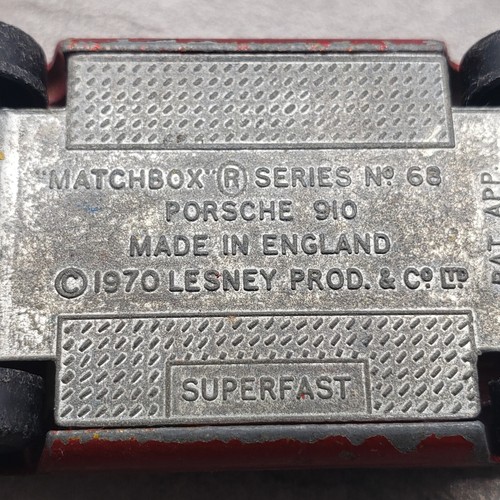 "MATCHBOX" ® SERIES Nº 68
PORSCHE 910
MADE IN ENGLAND
© 1970 LESNEY PROD. & Cº LTD
SUPERFAST
PAT. APP.